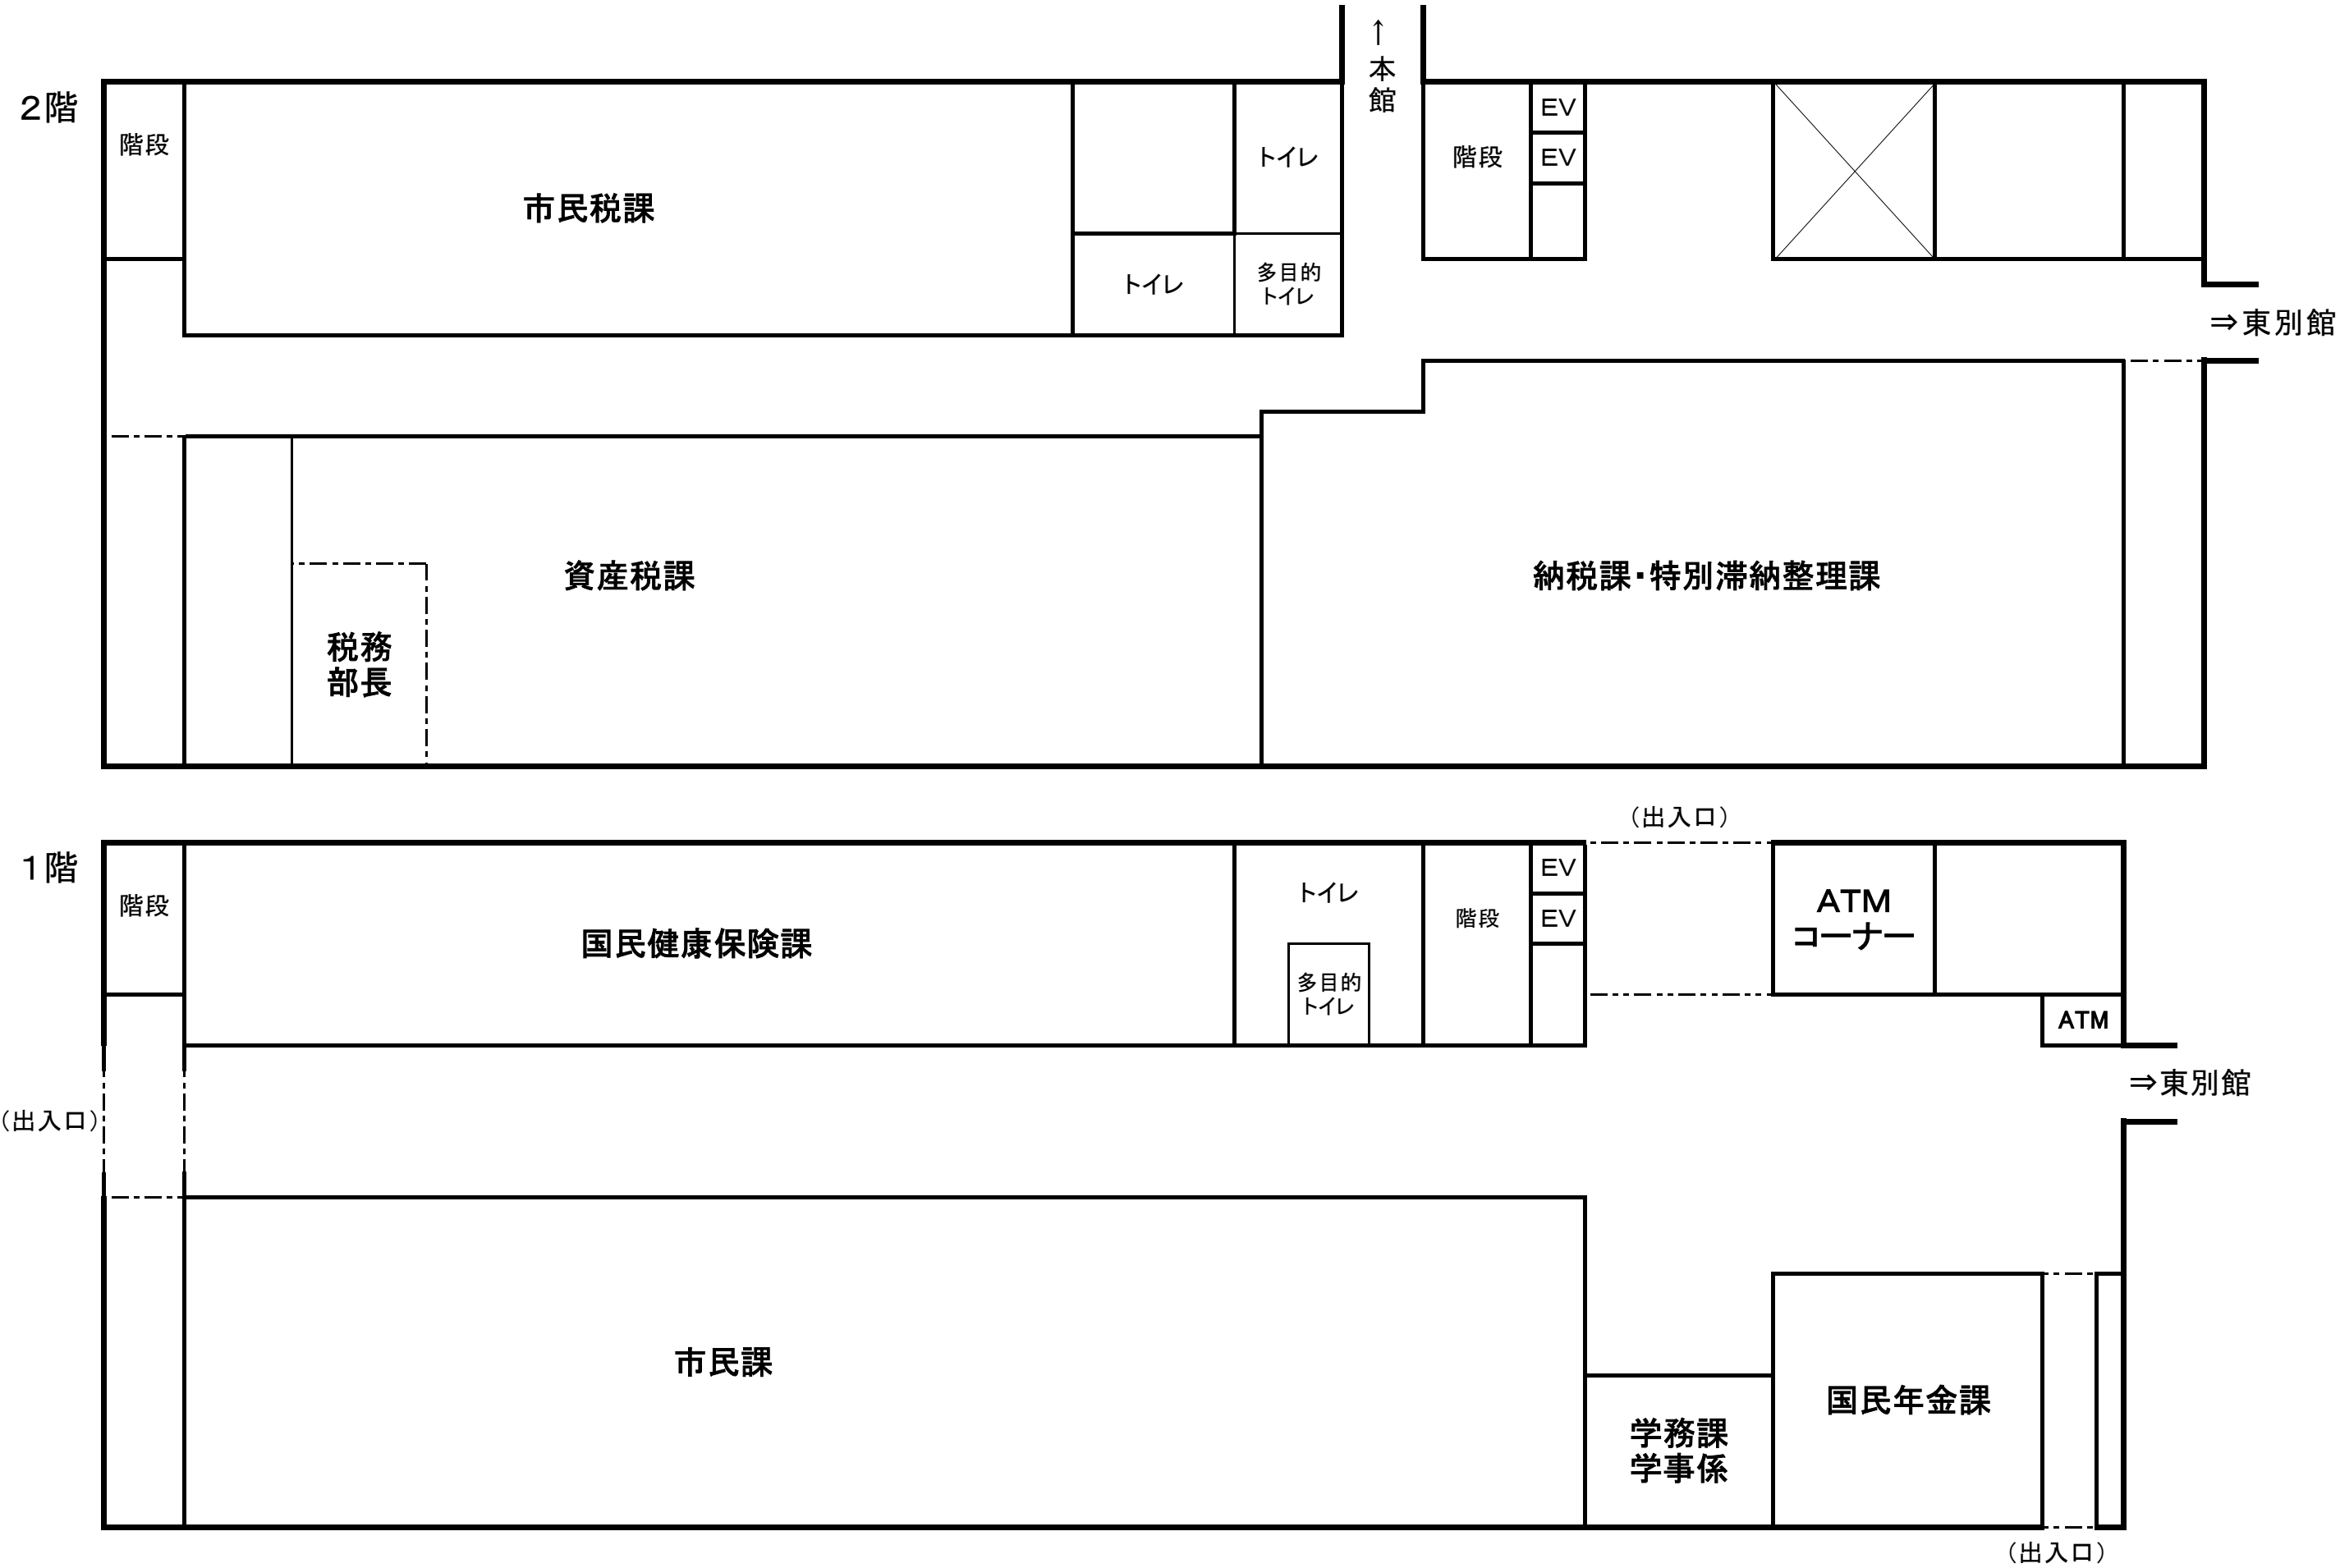 ↑本館
2階
階段
市民税課
トイレ
トイレ
多目的
トイレ
階段
EV
EV
⇒東別館
資産税課
税務
部長
納税課・特別滞納整理課
1階
(出入口)
階段
国民健康保険課
トイレ
多目的
トイレ
階段
EV
EV
ATM
コーナー
ATM
⇒東別館
(出入口)
市民課
学務課
学事係
国民年金課
(出入口)